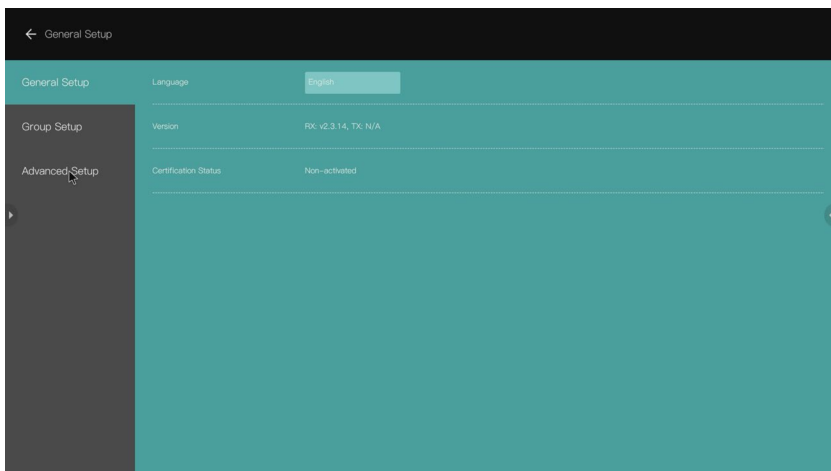 General Setup
General Setup
Language English
Group Setup
Version RX: v2.3.14, TX: N/A
Advanced Setup
Certification Status Non-activated